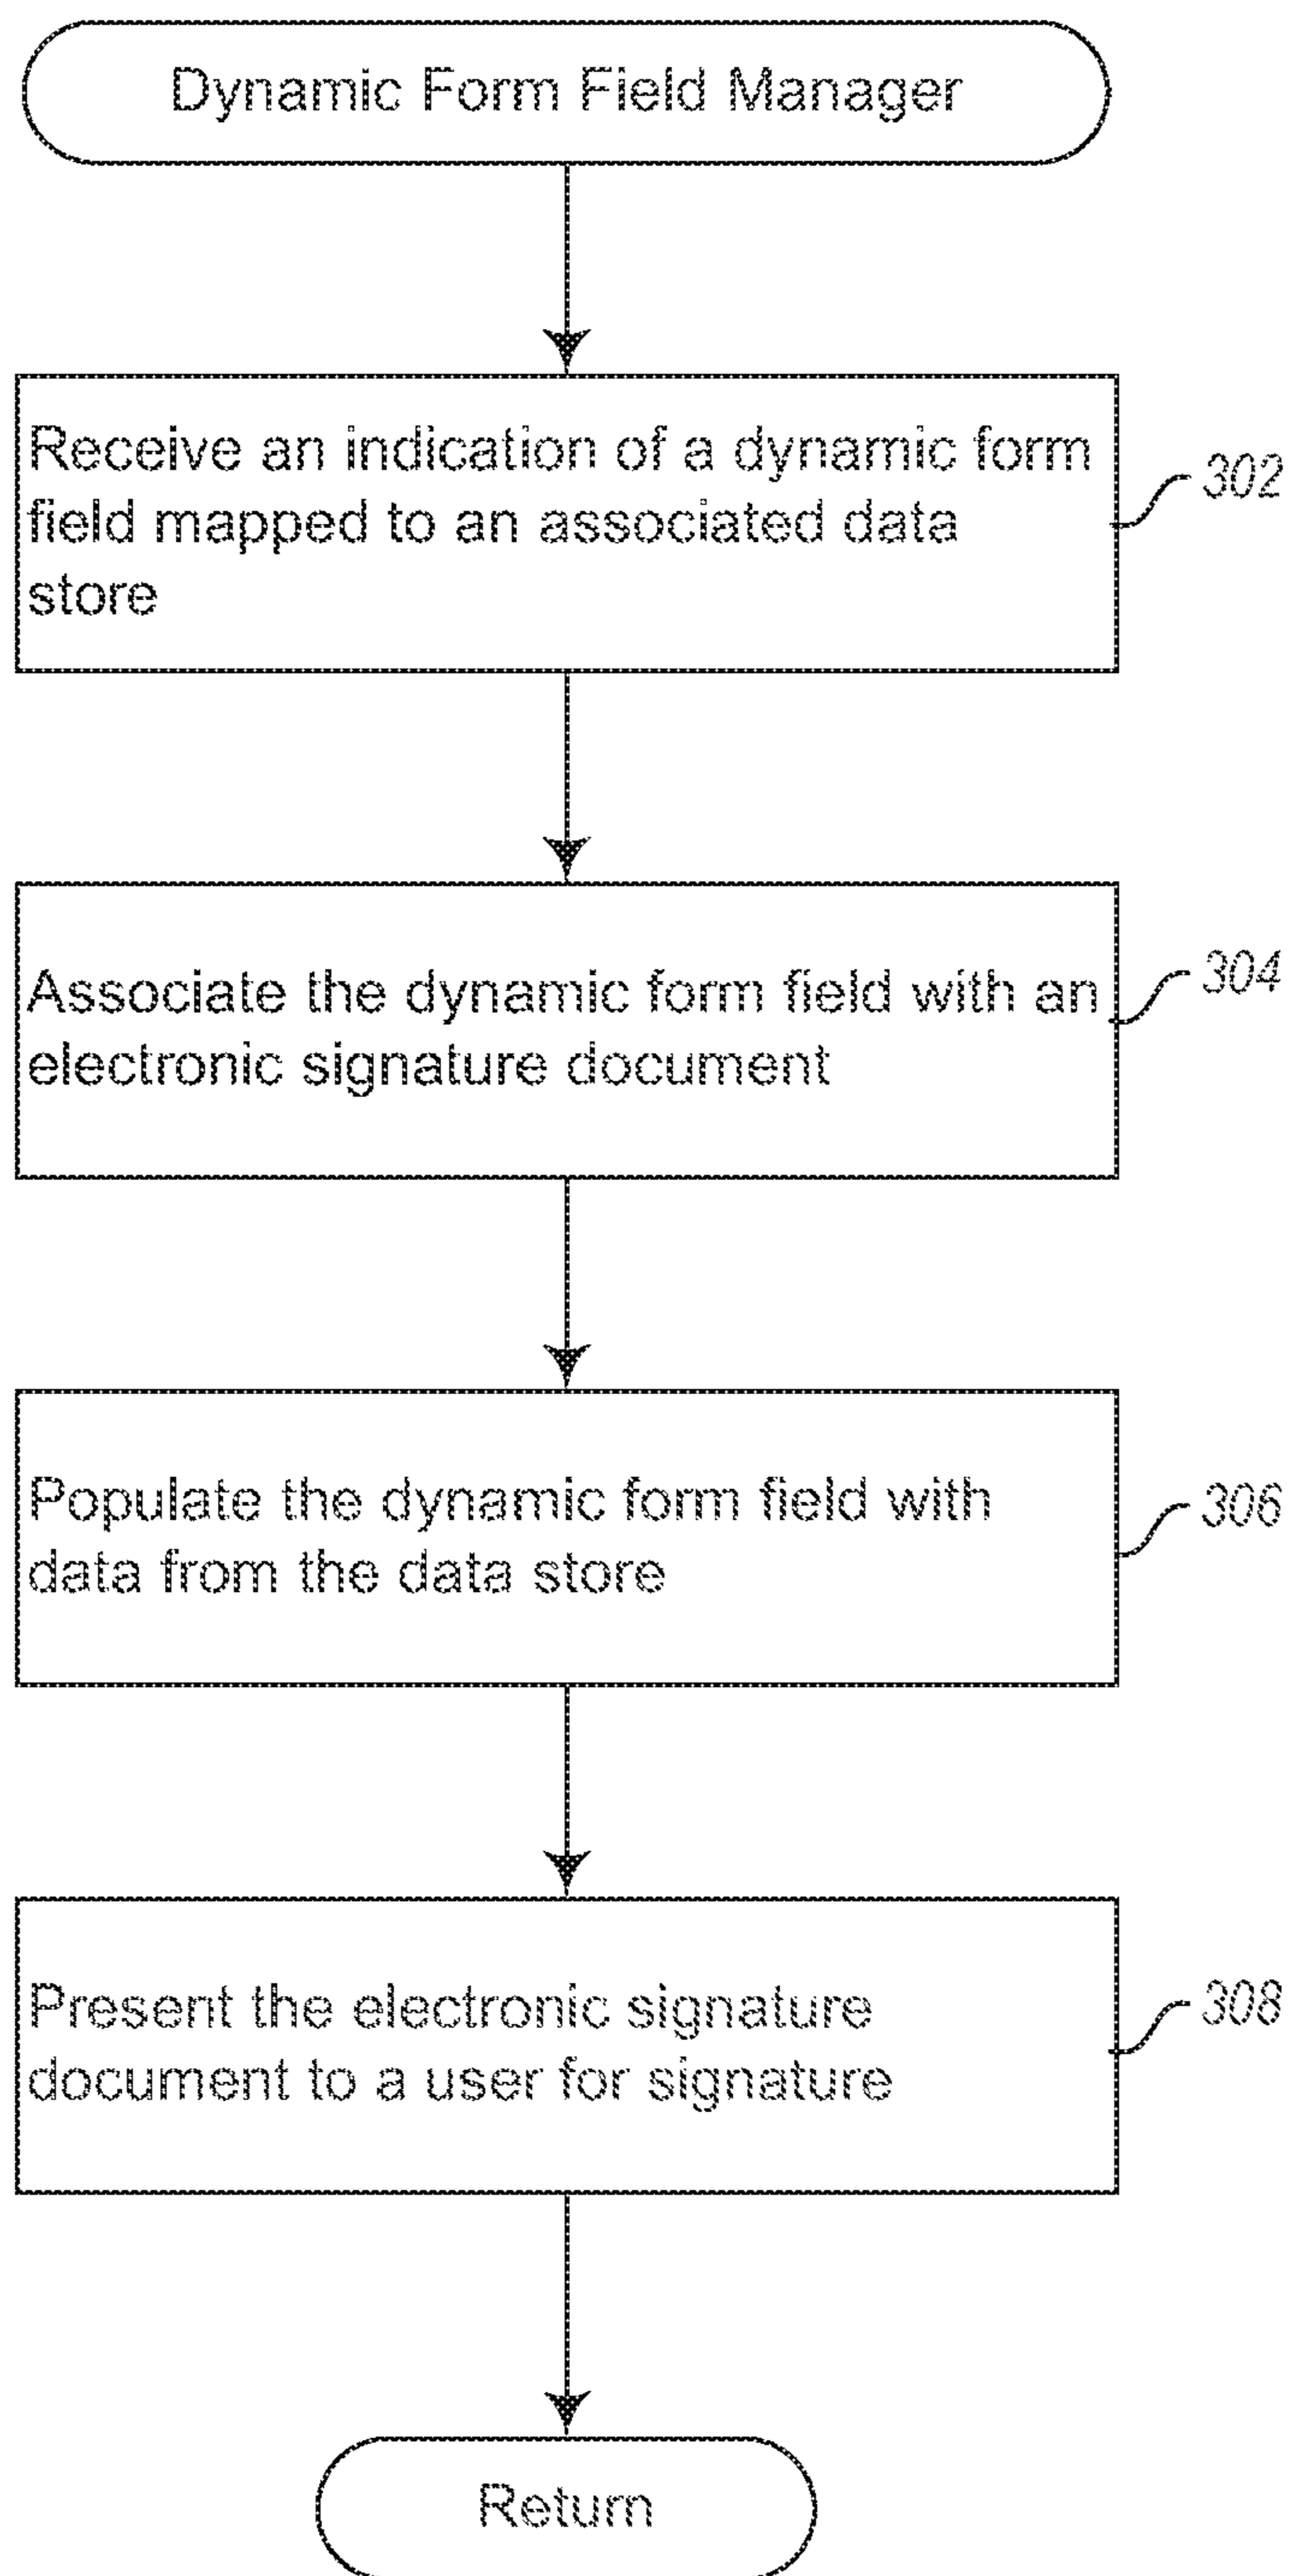 Dynamic Form Field Manager
Receive an indication of a dynamic form
field mapped to an associated data
store
302
Associate the dynamic form field with an
electronic signature document
304
Populate the dynamic form field with
data from the data store
306
Present the electronic signature
document to a user for signature
308
Return